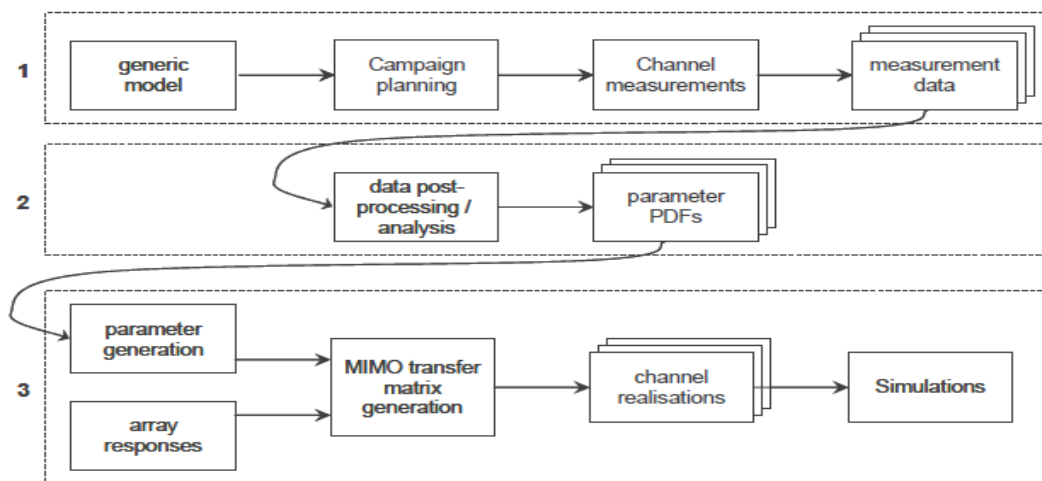 1
generic
model
Campaign
planning
Channel
measurements
measurement
data
2
data post-
processing /
analysis
parameter
PDFs
3
parameter
generation
array
responses
MIMO transfer
matrix
generation
channel
realisations
Simulations